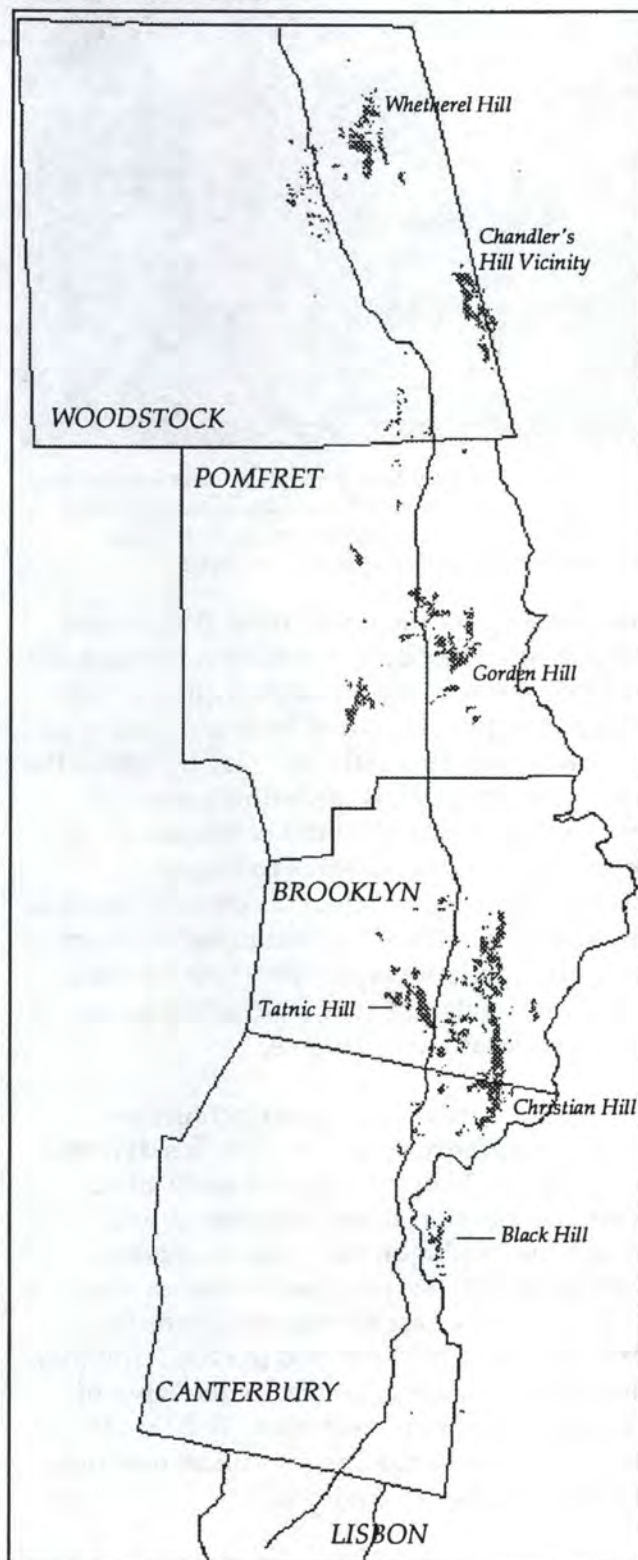 Whetherel Hill
Chandler's
Hill Vicinity
WOODSTOCK
POMFRET
Gorden Hill
BROOKLYN
Tatnic Hill
Christian Hill
Black Hill
CANTERBURY
LISBON